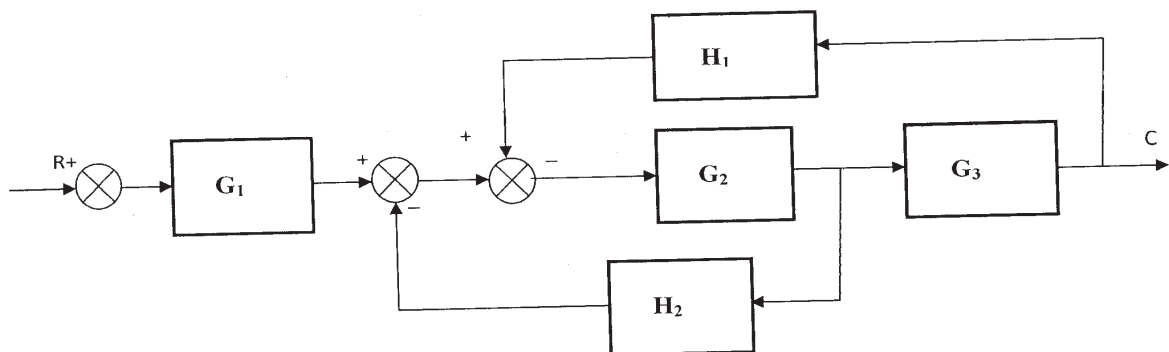 H₁
+
R+
G₁
+
−
G₂
G₃
C
−
H₂